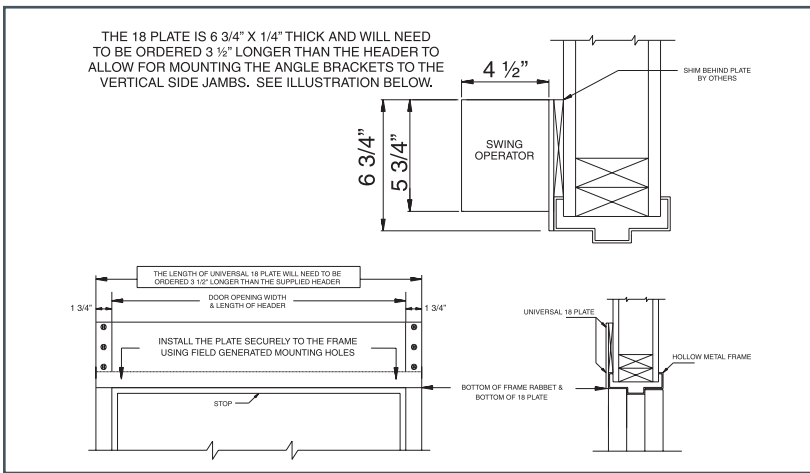 THE 18 PLATE IS 6 3/4” X 1/4” THICK AND WILL NEED
TO BE ORDERED 3 ½” LONGER THAN THE HEADER TO
ALLOW FOR MOUNTING THE ANGLE BRACKETS TO THE
VERTICAL SIDE JAMBS. SEE ILLUSTRATION BELOW.
4 ½”
SHIM BEHIND PLATE
BY OTHERS
6 3/4”
5 3/4”
SWING
OPERATOR
THE LENGTH OF UNIVERSAL 18 PLATE WILL NEED TO BE
ORDERED 3 1/2" LONGER THAN THE SUPPLIED HEADER
1 3/4"
DOOR OPENING WIDTH
& LENGTH OF HEADER
1 3/4"
INSTALL THE PLATE SECURELY TO THE FRAME
USING FIELD GENERATED MOUNTING HOLES
STOP
UNIVERSAL 18 PLATE
HOLLOW METAL FRAME
BOTTOM OF FRAME RABBET &
BOTTOM OF 18 PLATE